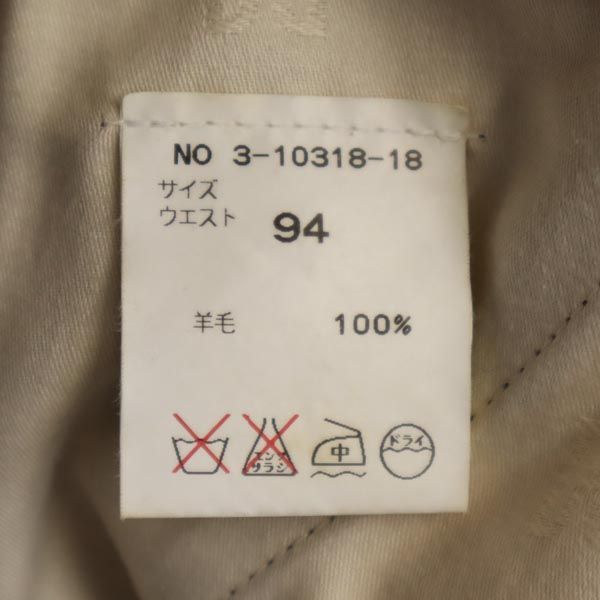 NO 3-10318-18
サイズ
ウエスト 94
羊毛 100%
エンソ サラシ 中 ドライ